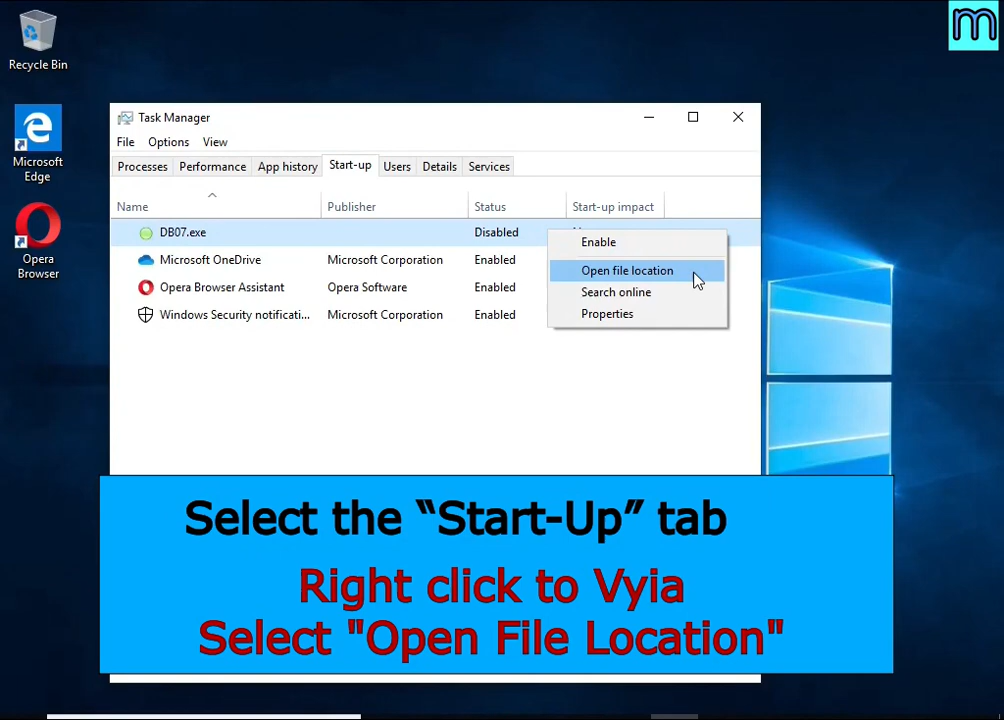 m
Recycle Bin
Microsoft
Edge
Opera
Browser
Task Manager
File Options View
Processes Performance App history Start-up Users Details Services
Name Publisher Status Start-up impact
DB07.exe Disabled
Microsoft OneDrive Microsoft Corporation Enabled
Opera Browser Assistant Opera Software Enabled
Windows Security notificati... Microsoft Corporation Enabled
Enable
Open file location
Search online
Properties
Select the “Start-Up” tab
Right click to Vyia
Select "Open File Location"